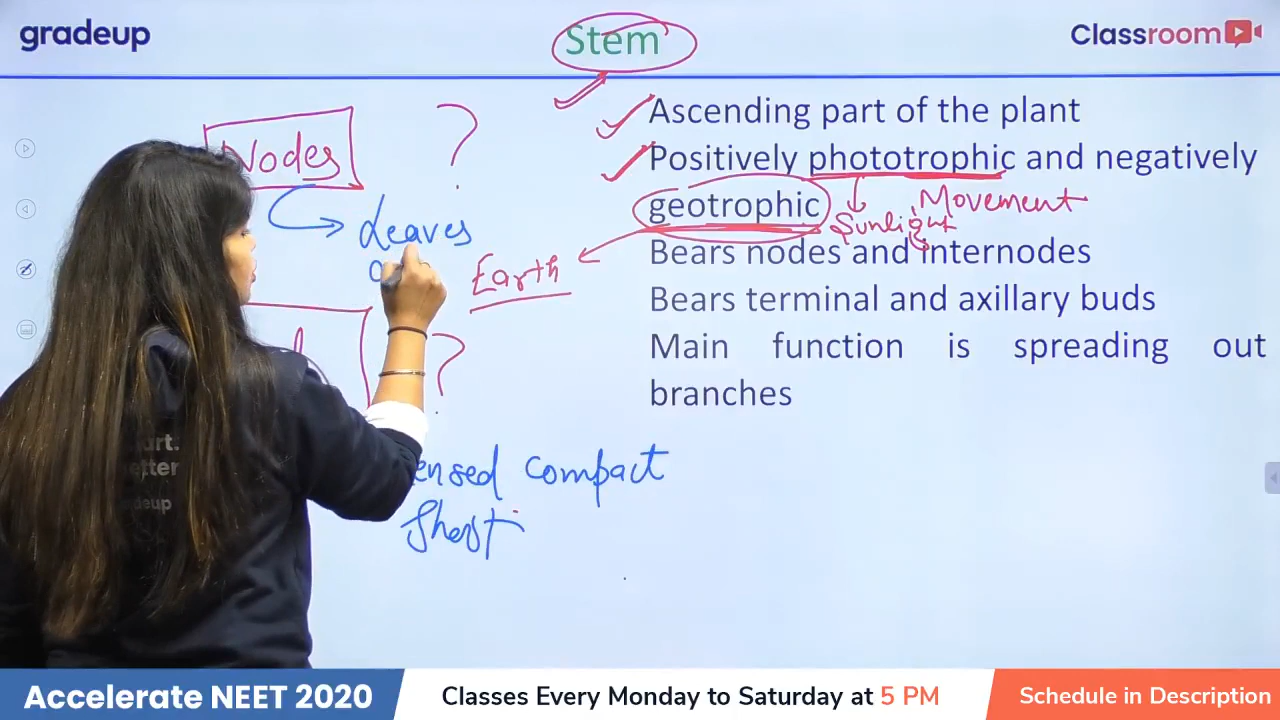 gradeup
Stem
Classroom
Nodes
?
Leaves
Earth
?
compact
Short
Ascending part of the plant
Positively phototrophic and negatively
geotrophic
Sunlight
Movement
Bears nodes and internodes
Bears terminal and axillary buds
Main function is spreading out
branches
Accelerate NEET 2020
Classes Every Monday to Saturday at 5 PM
Schedule in Description